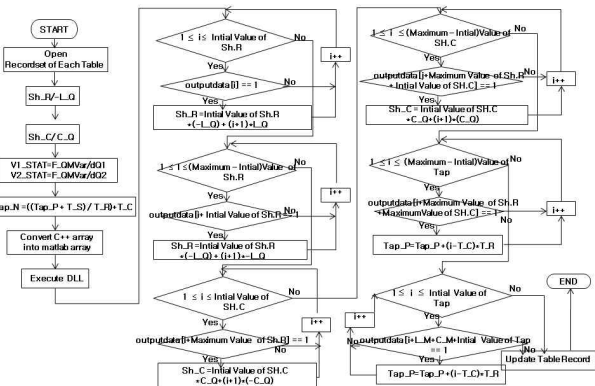 START
Open
Recordset of Each Table
Sh_R/-L_Q
Sh_C/C_Q
V1_STAT=F_QMVar/dQ1
V2_STAT=F_QMVar/dQ2
Tap_N =((Tap_P + T_S) / T_R)+T_C
Convert C++ array
into matlab array
Execute DLL
1 ≤ i ≤ Intial Value of
Sh.R
No
Yes
outputdata[i] == 1
No
i++
Yes
Sh_R =Intial Value of Sh.R
*(-L_Q) + (i+1)*L_Q
1 ≤ i ≤(Maximum-Intial)Value of
Sh.R
No
Yes
outputdata[i+ Intial Value of Sh.R == 1
No
i++
Yes
Sh_R =Intial Value of Sh.R
*(-L_Q) + (i+1)*-L_Q
1 ≤ i ≤ Intial Value of
SH.C
No
Yes
outputdata[i+Maximum Value of Sh.R] == 1
No
i++
Yes
Sh_C =Intial Value of SH.C
*C_Q+(i+1)*(-C_Q)
1 ≤ i ≤(Maximum-Intial)Value of
SH.C
No
Yes
outputdata[i+Maximum Value of Sh.R
+ Intial Value of SH.C] == 1
No
i++
Yes
Sh_C = Intial Value of SH.C
*C_Q+(i+1)*(C_Q)
1 ≤ i ≤(Maximum-Intial)Value of
Tap
No
Yes
outputdata[i+Maximum Value of Sh.R
+MaximumValue of SH.C] == 1
No
i++
Yes
Tap_P=Tap_P+(i-T_C)*T_R
1 ≤ i ≤ Intial Value of
Tap
No
Yes
outputdata[i+L_M+C_M+Intial Value of Tap
== 1
No
i++
Yes
Tap_P=Tap_P+(i-T_C)*T_R
Update Table Record
END